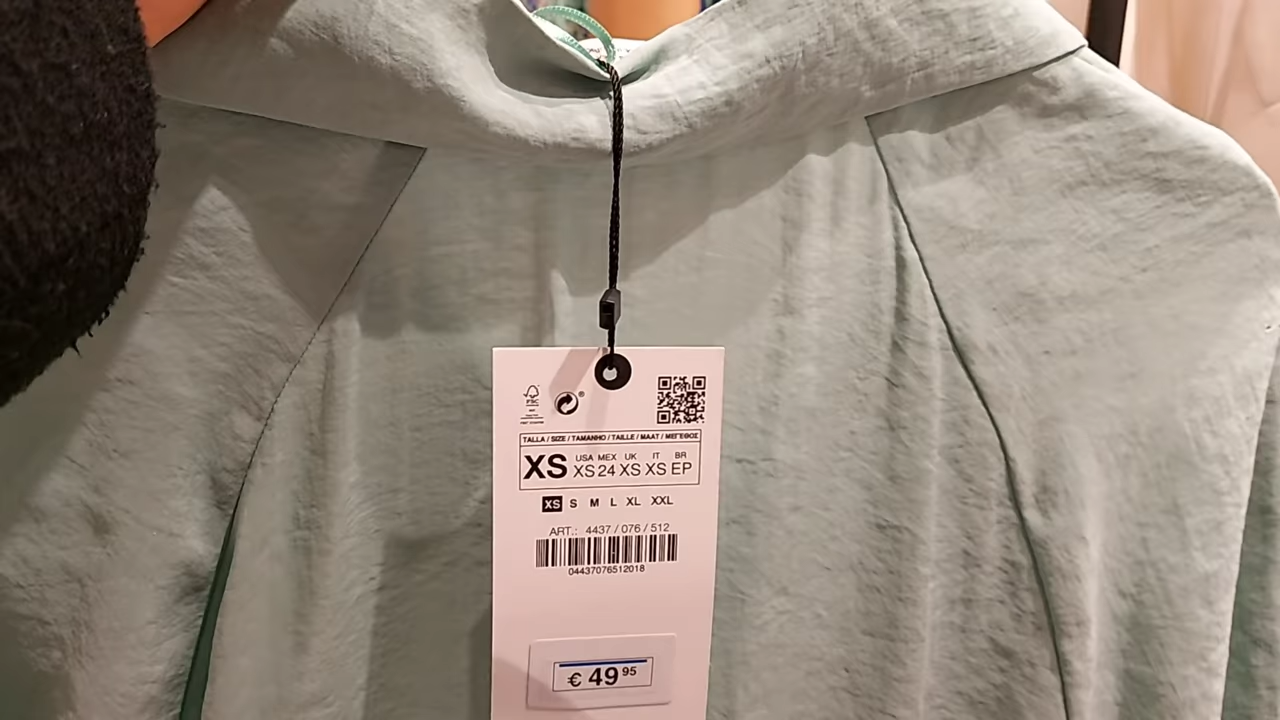 FSC
®
TALLA / SIZE / TAMANHO / TAILLE / MAAT / ΜΕΓΕΘΟΣ
XS USA XS MEX 24 UK XS IT XS BR EP
XS S M L XL XXL
ART.: 4437 / 076 / 512
04437076512018
€ 49 95